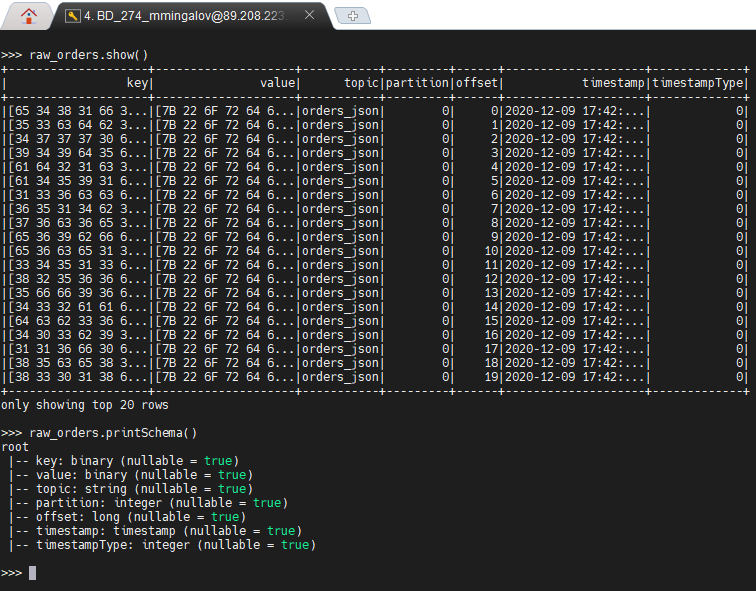 4. BD_274_mmingalov@89.208.223
>>> raw_orders.show()
+--------------------+--------------------+-----------+---------+------+--------------------+-------------+
|                 key|               value|      topic|partition|offset|           timestamp|timestampType|
+--------------------+--------------------+-----------+---------+------+--------------------+-------------+
|[65 34 38 31 66 3...|[7B 22 6F 72 64 6...|orders_json|        0|     0|2020-12-09 17:42:...|            0|
|[35 33 63 64 62 3...|[7B 22 6F 72 64 6...|orders_json|        0|     1|2020-12-09 17:42:...|            0|
|[34 37 37 37 30 6...|[7B 22 6F 72 64 6...|orders_json|        0|     2|2020-12-09 17:42:...|            0|
|[39 34 39 64 35 6...|[7B 22 6F 72 64 6...|orders_json|        0|     3|2020-12-09 17:42:...|            0|
|[61 64 32 31 63 3...|[7B 22 6F 72 64 6...|orders_json|        0|     4|2020-12-09 17:42:...|            0|
|[61 34 35 39 31 6...|[7B 22 6F 72 64 6...|orders_json|        0|     5|2020-12-09 17:42:...|            0|
|[31 33 36 63 63 6...|[7B 22 6F 72 64 6...|orders_json|        0|     6|2020-12-09 17:42:...|            0|
|[36 35 31 34 62 3...|[7B 22 6F 72 64 6...|orders_json|        0|     7|2020-12-09 17:42:...|            0|
|[37 36 63 36 65 3...|[7B 22 6F 72 64 6...|orders_json|        0|     8|2020-12-09 17:42:...|            0|
|[65 36 39 62 66 6...|[7B 22 6F 72 64 6...|orders_json|        0|     9|2020-12-09 17:42:...|            0|
|[65 36 63 65 31 3...|[7B 22 6F 72 64 6...|orders_json|        0|    10|2020-12-09 17:42:...|            0|
|[33 34 35 31 33 6...|[7B 22 6F 72 64 6...|orders_json|        0|    11|2020-12-09 17:42:...|            0|
|[38 32 35 36 36 3...|[7B 22 6F 72 64 6...|orders_json|        0|    12|2020-12-09 17:42:...|            0|
|[35 66 66 39 36 6...|[7B 22 6F 72 64 6...|orders_json|        0|    13|2020-12-09 17:42:...|            0|
|[34 33 32 61 61 6...|[7B 22 6F 72 64 6...|orders_json|        0|    14|2020-12-09 17:42:...|            0|
|[64 63 62 33 36 6...|[7B 22 6F 72 64 6...|orders_json|        0|    15|2020-12-09 17:42:...|            0|
|[34 30 33 62 39 3...|[7B 22 6F 72 64 6...|orders_json|        0|    16|2020-12-09 17:42:...|            0|
|[31 31 36 66 30 6...|[7B 22 6F 72 64 6...|orders_json|        0|    17|2020-12-09 17:42:...|            0|
|[38 35 63 65 38 3...|[7B 22 6F 72 64 6...|orders_json|        0|    18|2020-12-09 17:42:...|            0|
|[38 33 30 31 38 6...|[7B 22 6F 72 64 6...|orders_json|        0|    19|2020-12-09 17:42:...|            0|
+--------------------+--------------------+-----------+---------+------+--------------------+-------------+
only showing top 20 rows
>>> raw_orders.printSchema()
root
 |-- key: binary (nullable = true)
 |-- value: binary (nullable = true)
 |-- topic: string (nullable = true)
 |-- partition: integer (nullable = true)
 |-- offset: long (nullable = true)
 |-- timestamp: timestamp (nullable = true)
 |-- timestampType: integer (nullable = true)
>>>